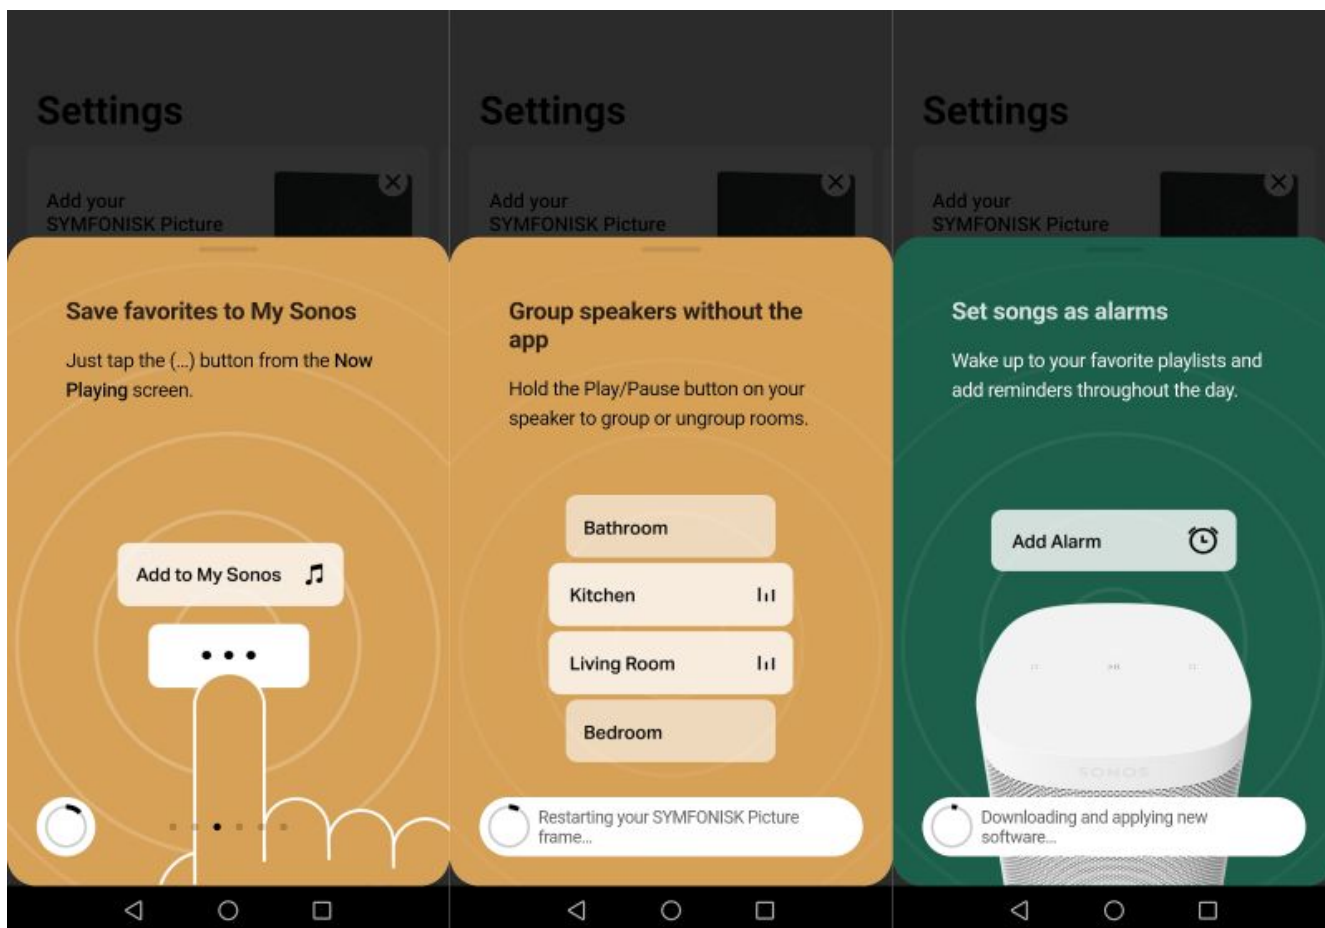 Settings
Add your
SYMFONISK Picture
Save favorites to My Sonos
Just tap the (...) button from the Now
Playing screen.
Add to My Sonos
Settings
Add your
SYMFONISK Picture
Group speakers without the
app
Hold the Play/Pause button on your
speaker to group or ungroup rooms.
Bathroom
Kitchen
Living Room
Bedroom
Restarting your SYMFONISK Picture
frame...
Settings
Add your
SYMFONISK Picture
Set songs as alarms
Wake up to your favorite playlists and
add reminders throughout the day.
Add Alarm
SONOS
Downloading and applying new
software...